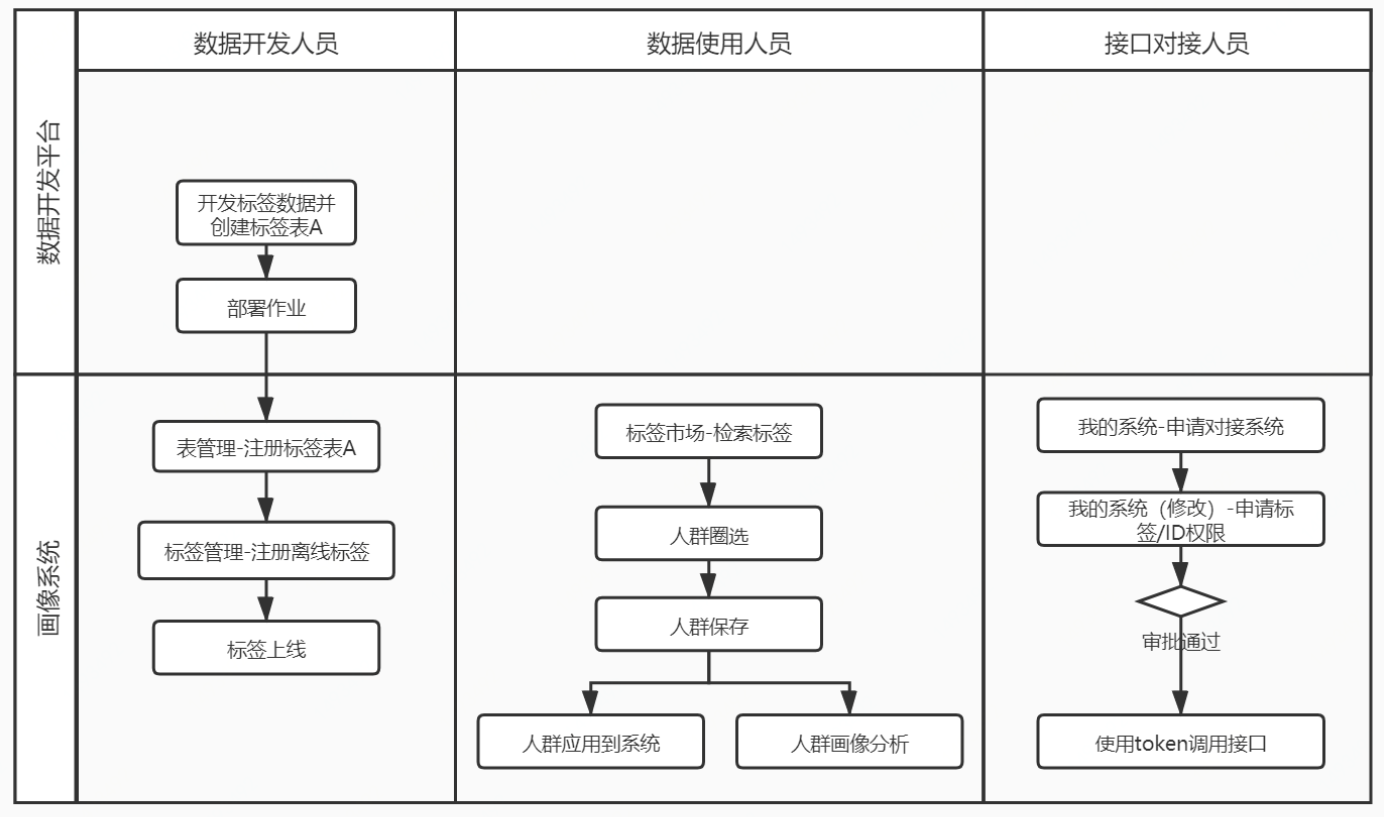 数据开发人员
数据使用人员
接口对接人员
数据开发平台
开发标签数据并
创建标签表A
部署作业
画像系统
表管理-注册标签表A
标签管理-注册离线标签
标签上线
标签市场-检索标签
人群圈选
人群保存
人群应用到系统
人群画像分析
我的系统-申请对接系统
我的系统（修改）-申请标
签/ID权限
审批通过
使用token调用接口